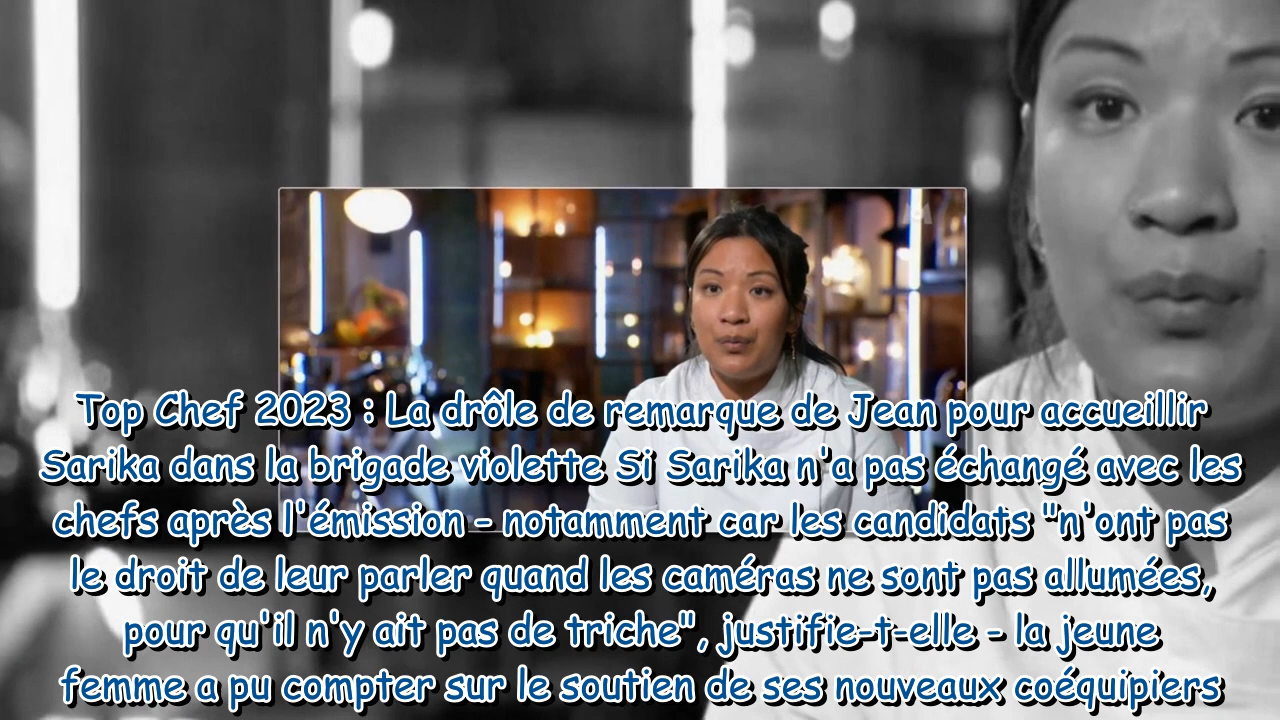 Top Chef 2023 : La drôle de remarque de Jean pour accueillir
Sarika dans la brigade violette Si Sarika n'a pas échangé avec les
chefs après l'émission - notamment car les candidats "n'ont pas
le droit de leur parler quand les caméras ne sont pas allumées,
pour qu'il n'y ait pas de triche", justifie-t-elle - la jeune
femme a pu compter sur le soutien de ses nouveaux coéquipiers